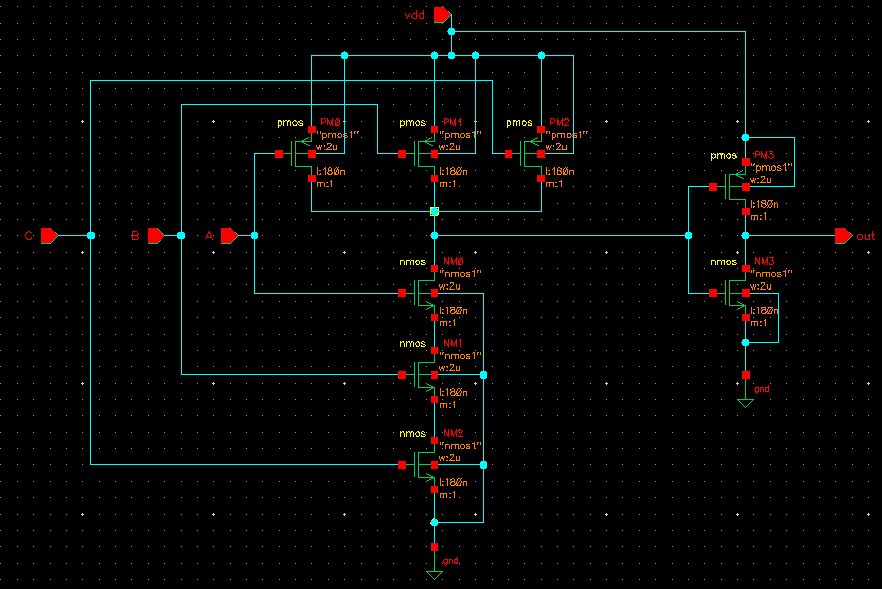 vdd
pmos PM0
"pmos1"
w:2u
l:180n
m:1
pmos PM1
"pmos1"
w:2u
l:180n
m:1
pmos PM2
"pmos1"
w:2u
l:180n
m:1
pmos PM3
"pmos1"
w:2u
l:180n
m:1
C B A out
nmos NM0
"nmos1"
w:2u
l:180n
m:1
nmos NM3
"nmos1"
w:2u
l:180n
m:1
nmos NM1
"nmos1"
w:2u
l:180n
m:1
gnd
nmos NM2
"nmos1"
w:2u
l:180n
m:1
gnd